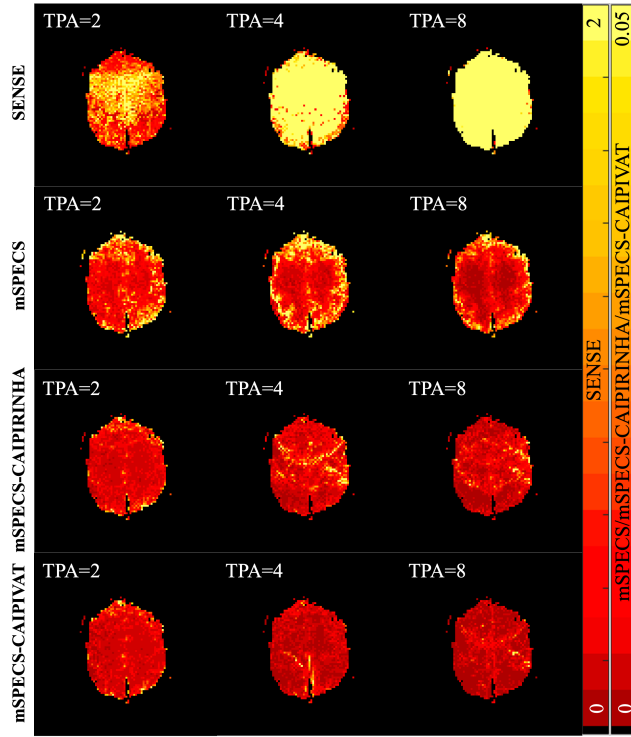 SENSE
TPA=2
TPA=4
TPA=8
mSPECS
TPA=2
TPA=4
TPA=8
mSPECS-CAIPIRINHA
TPA=2
TPA=4
TPA=8
mSPECS-CAIPIVAT
TPA=2
TPA=4
TPA=8
0
SENSE
2
0
mSPECS/mSPECS-CAIPIRINHA/mSPECS-CAIPIVAT
0.05